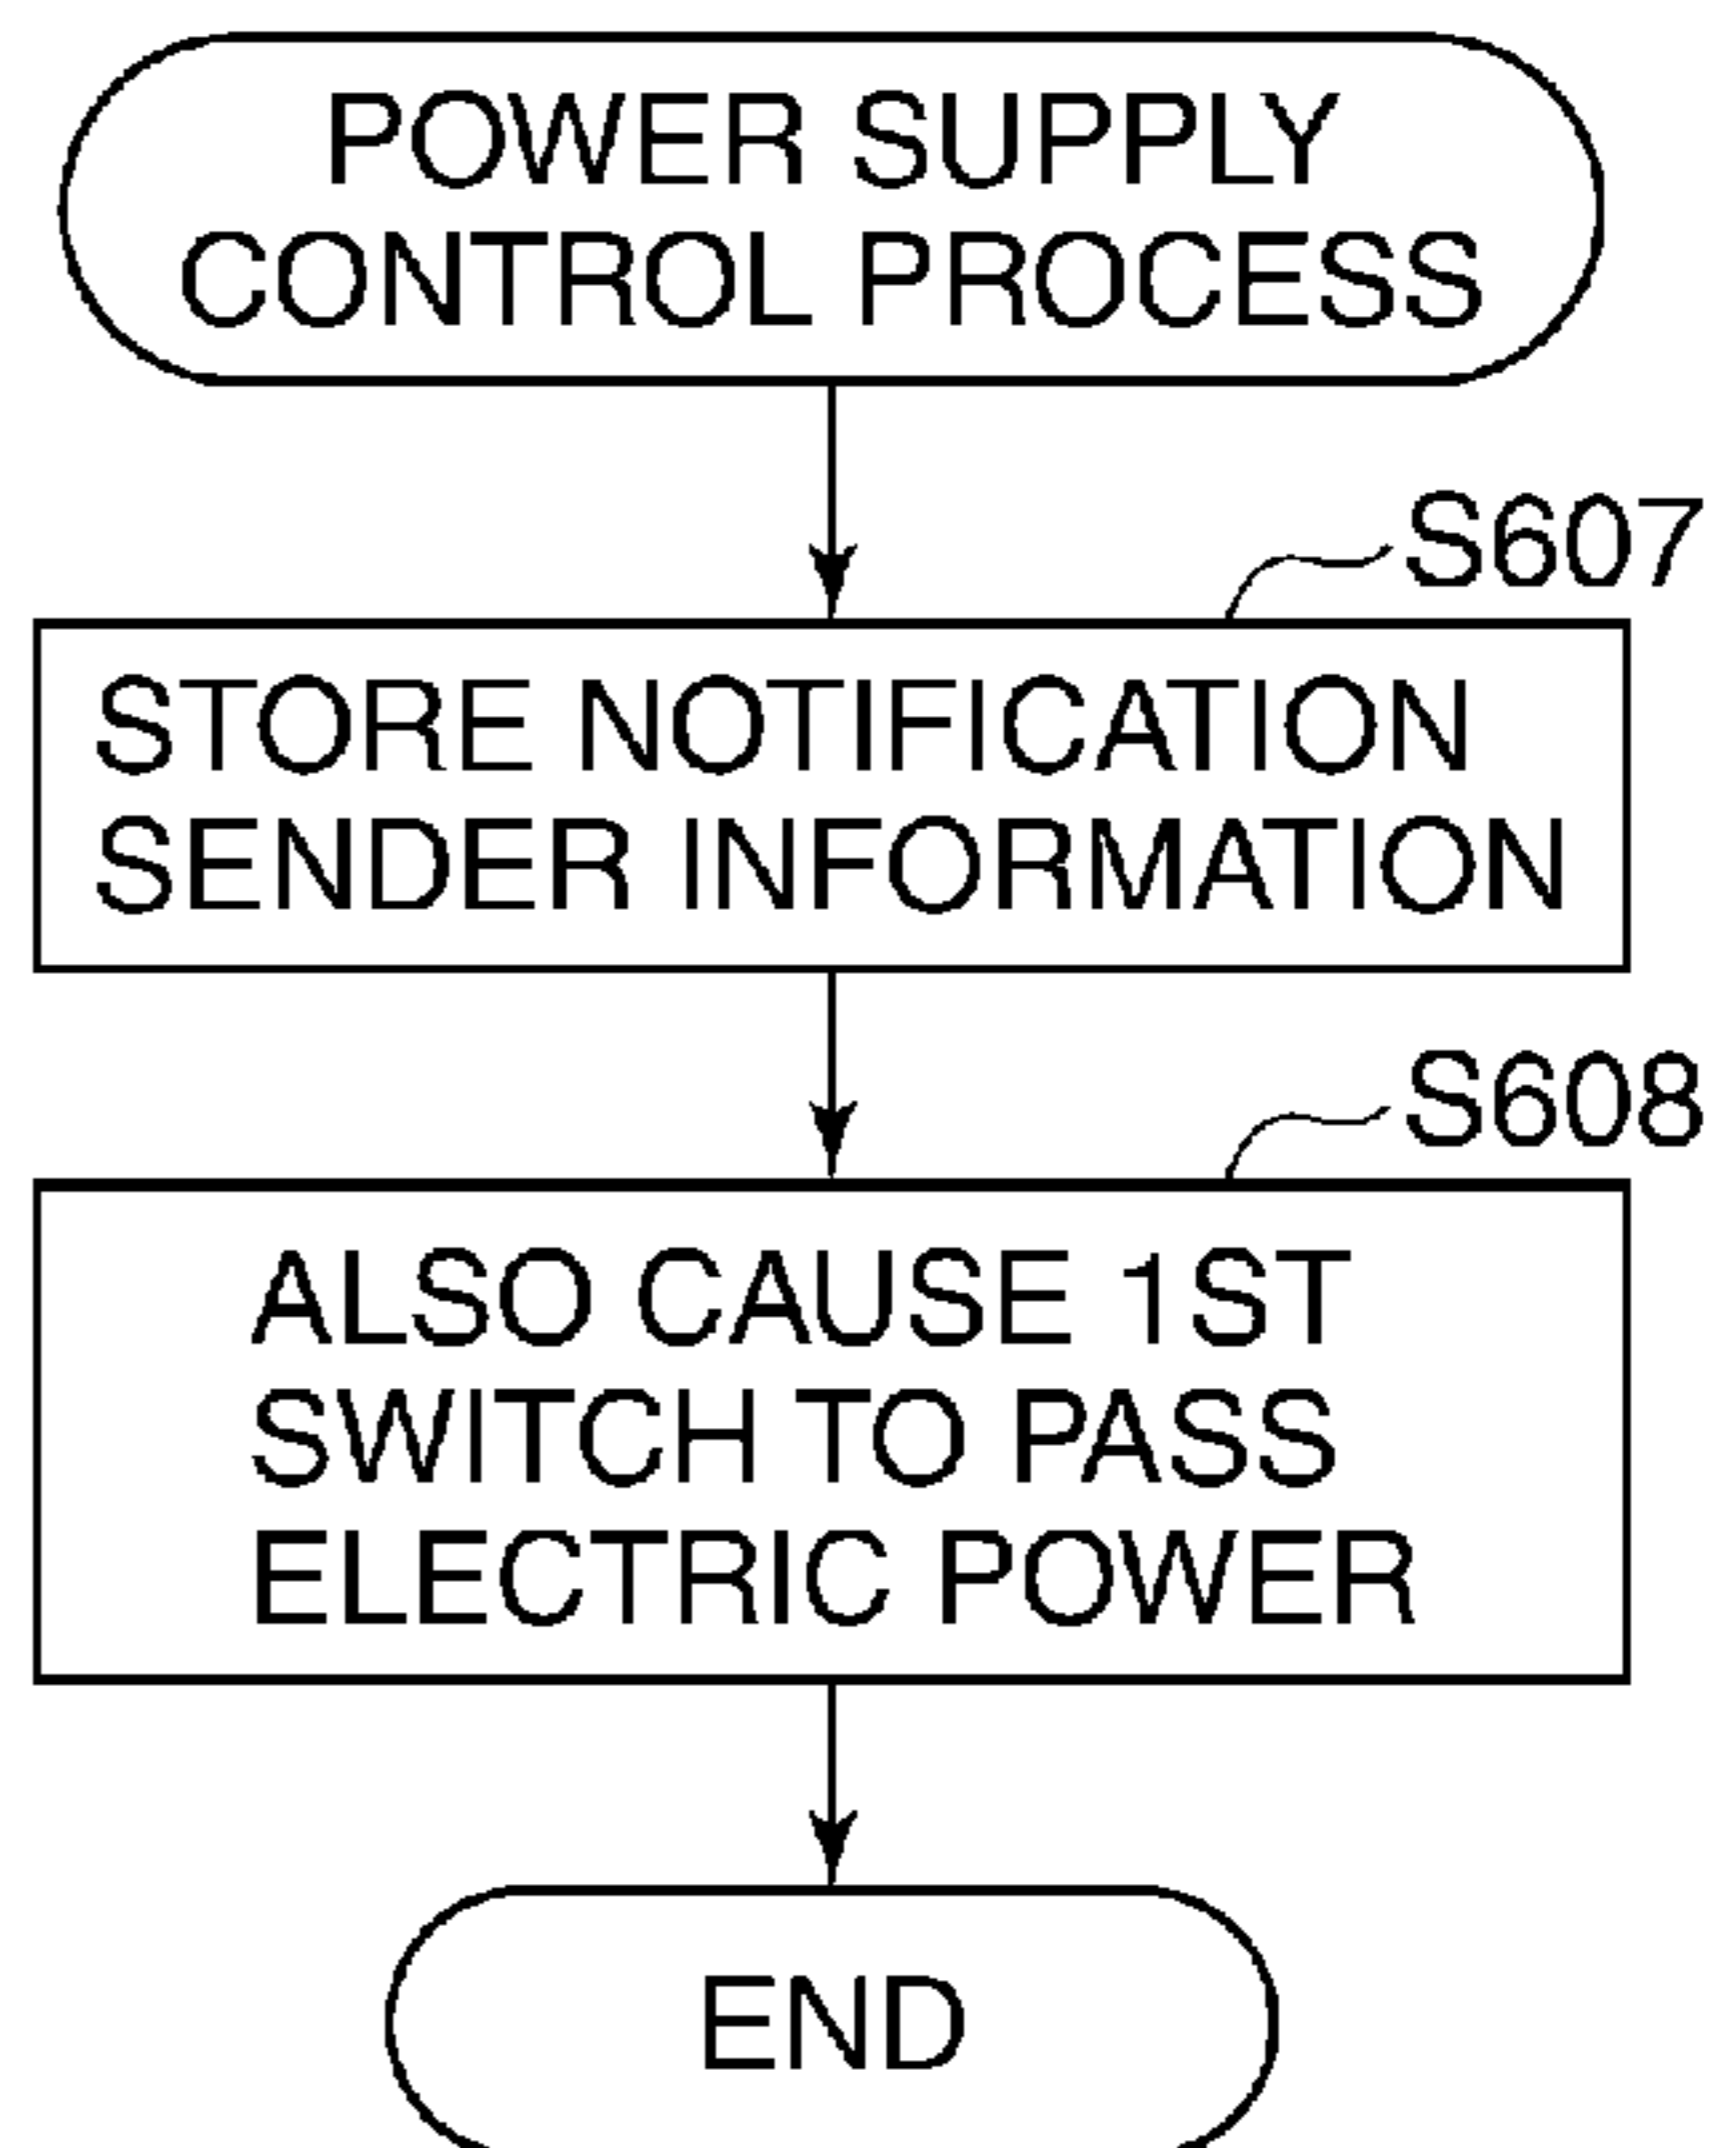 POWER SUPPLY
CONTROL PROCESS
S607
STORE NOTIFICATION
SENDER INFORMATION
S608
ALSO CAUSE 1ST
SWITCH TO PASS
ELECTRIC POWER
END